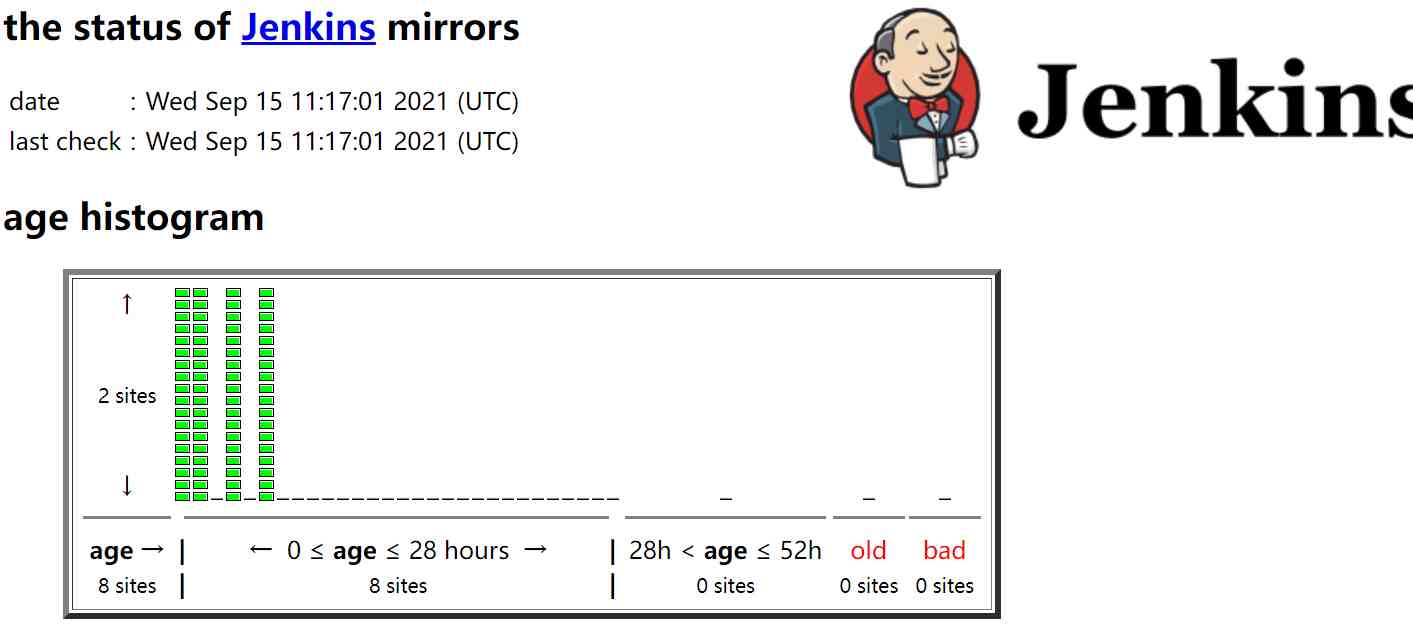 the status of Jenkins mirrors
Jenkins
date : Wed Sep 15 11:17:01 2021 (UTC)
last check : Wed Sep 15 11:17:01 2021 (UTC)
age histogram
↑
2 sites
↓
age → | ← 0 ≤ age ≤ 28 hours → | 28h < age ≤ 52h old bad
8 sites | 8 sites | 0 sites 0 sites 0 sites